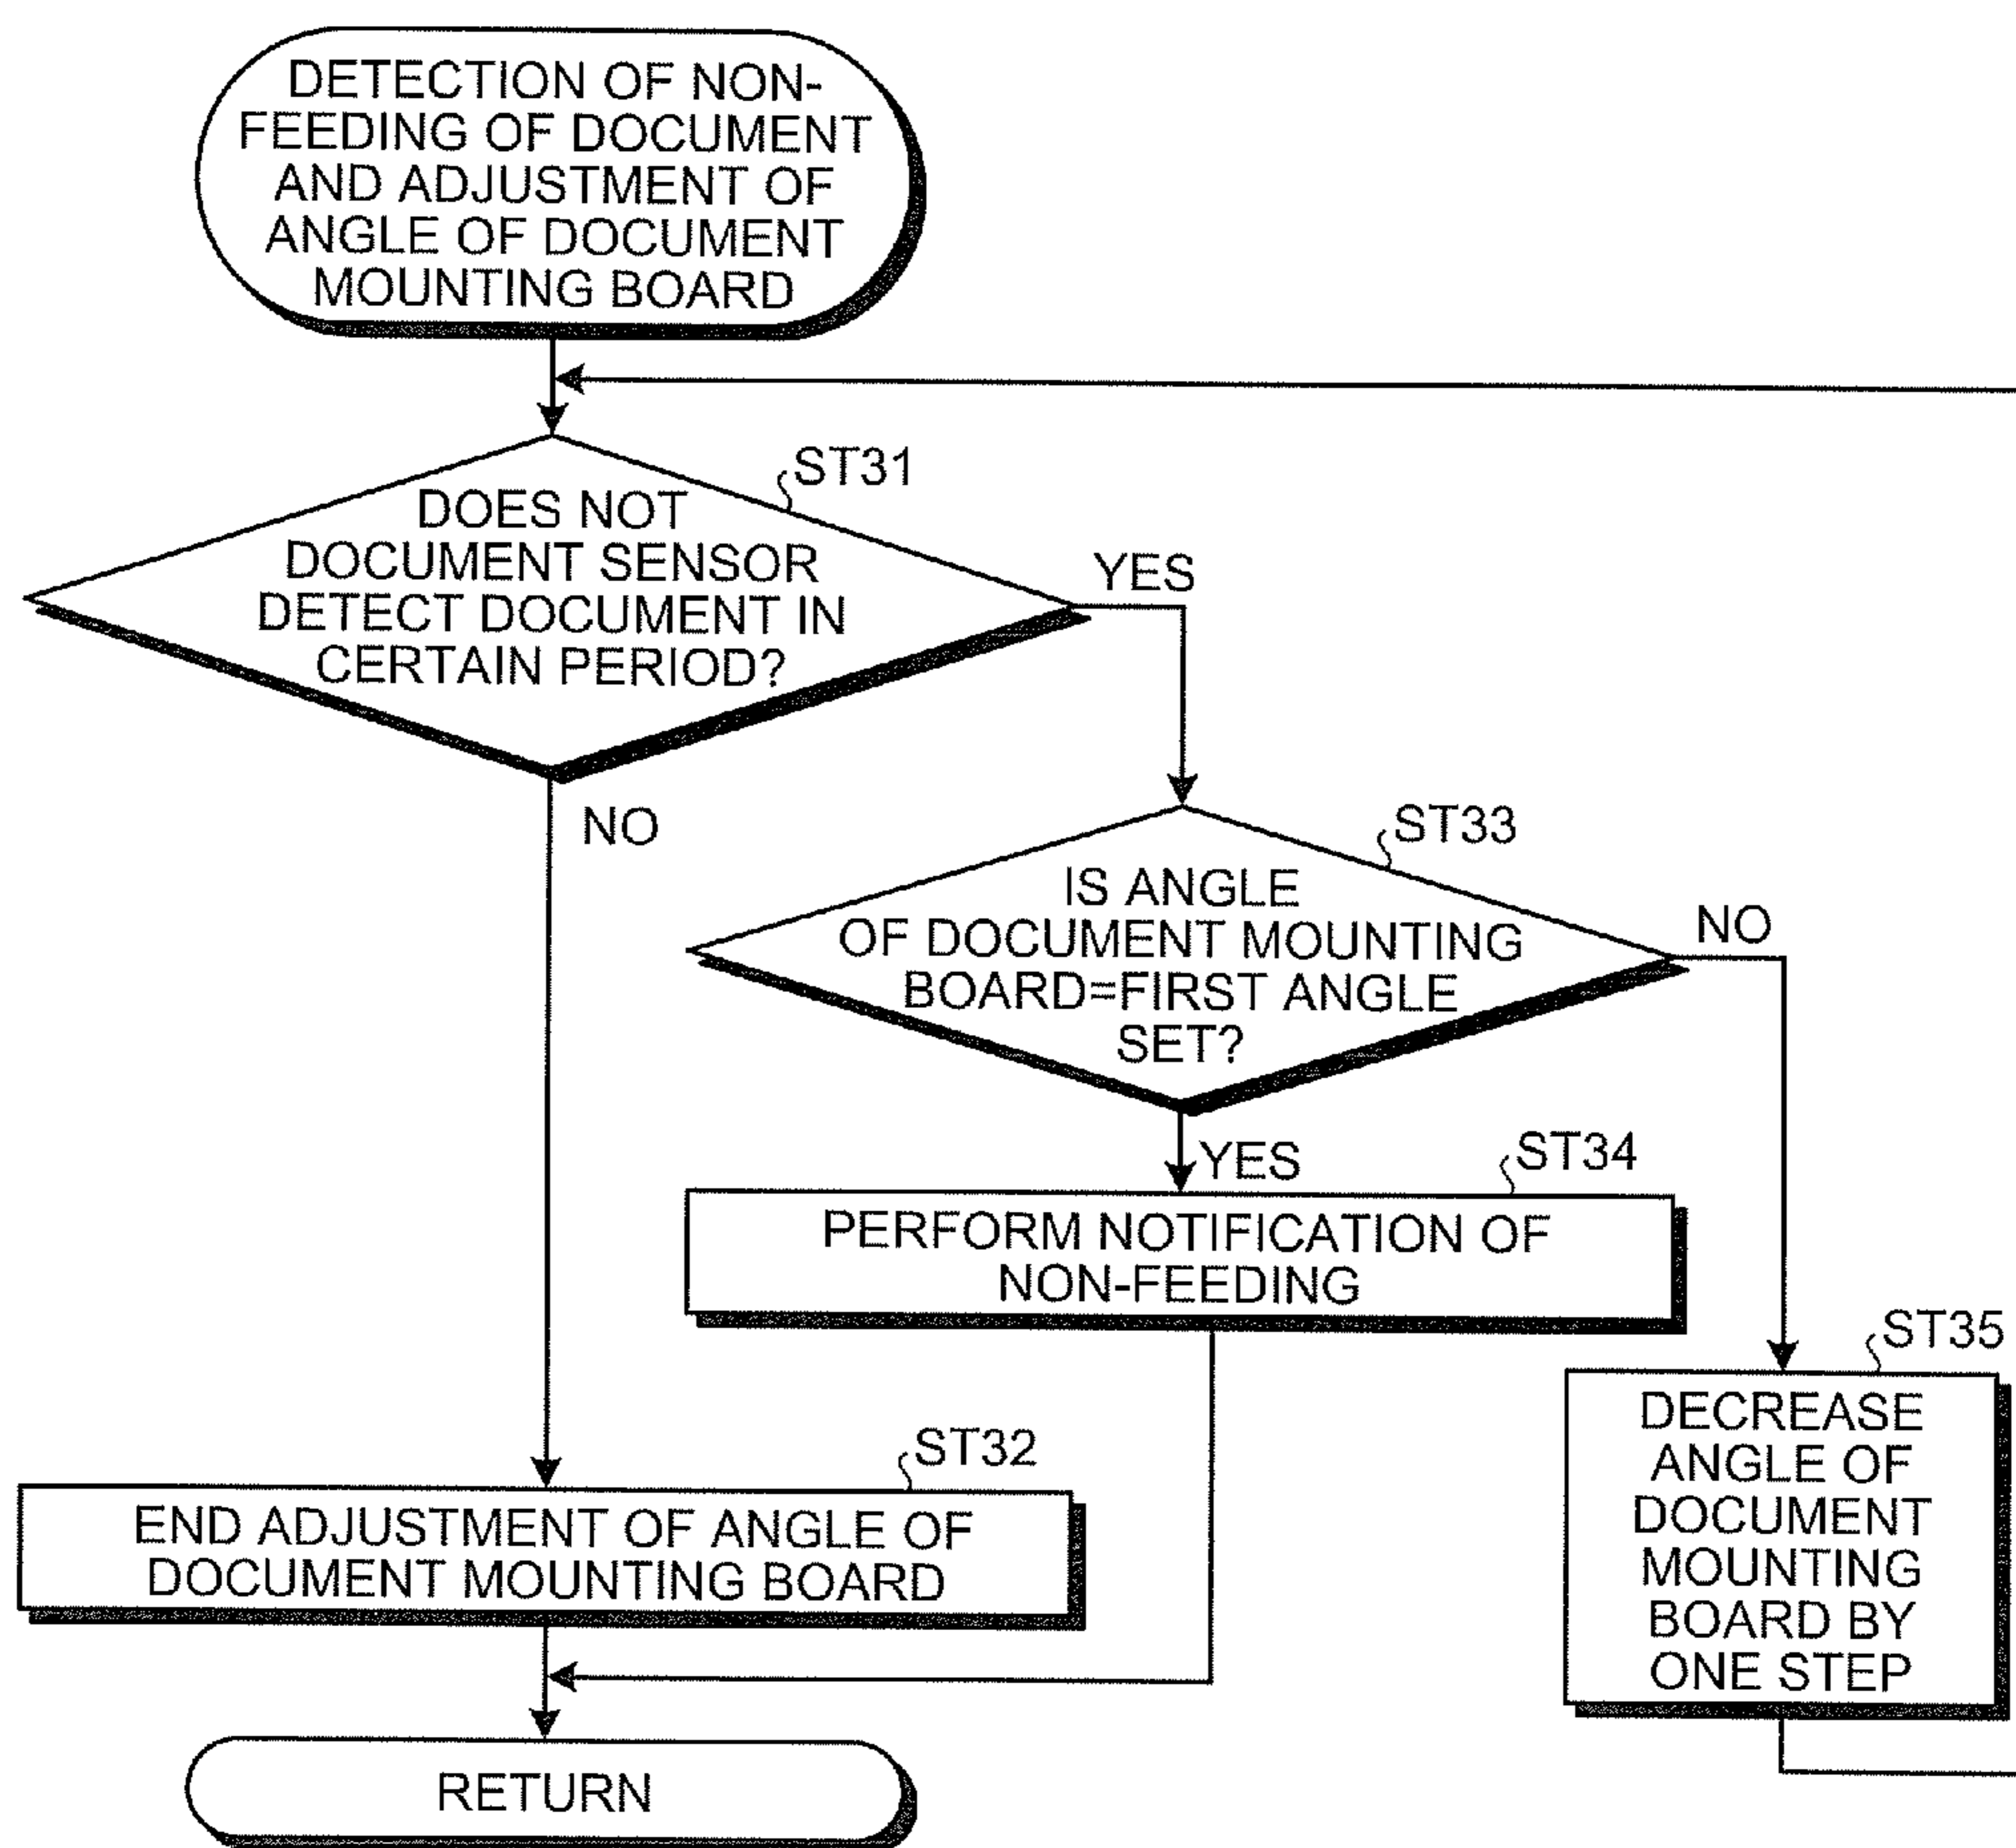 DETECTION OF NON-
FEEDING OF DOCUMENT
AND ADJUSTMENT OF
ANGLE OF DOCUMENT
MOUNTING BOARD
ST31
DOES NOT
DOCUMENT SENSOR
DETECT DOCUMENT IN
CERTAIN PERIOD?
YES
NO
ST33
IS ANGLE
OF DOCUMENT MOUNTING
BOARD=FIRST ANGLE
SET?
NO
YES
ST34
PERFORM NOTIFICATION OF
NON-FEEDING
ST35
DECREASE
ANGLE OF
DOCUMENT
MOUNTING
BOARD BY
ONE STEP
ST32
END ADJUSTMENT OF ANGLE OF
DOCUMENT MOUNTING BOARD
RETURN